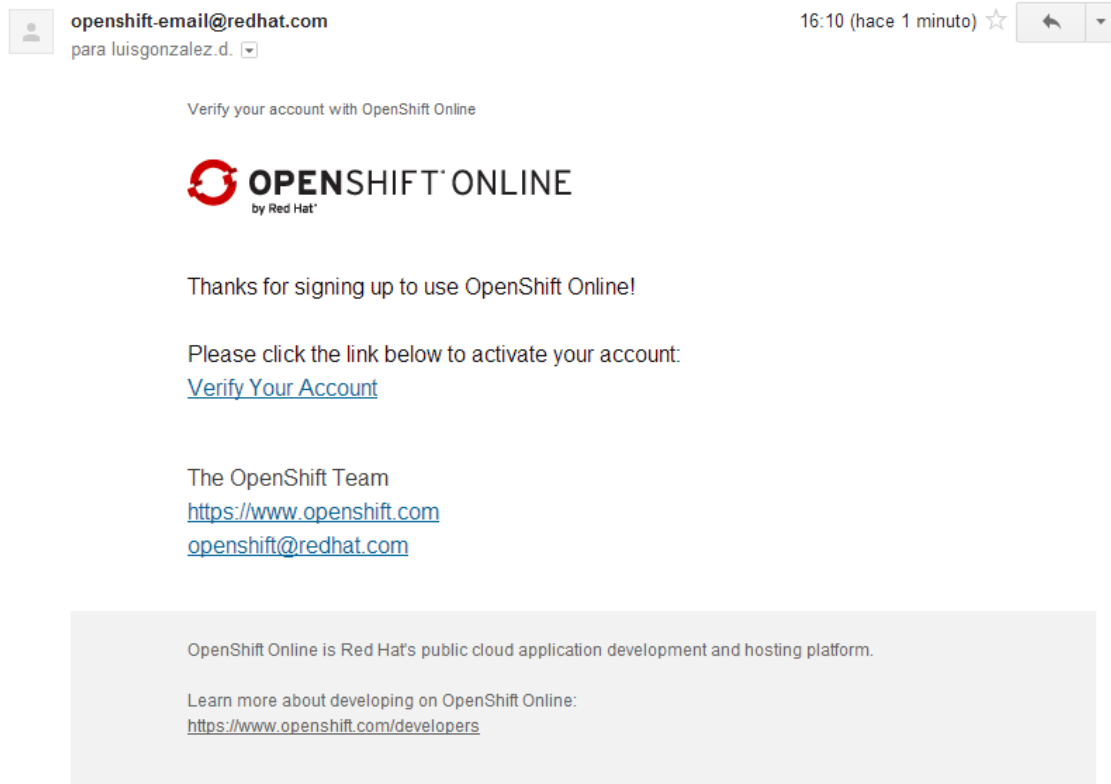 openshift-email@redhat.com
16:10 (hace 1 minuto)
para luisgonzalez.d.
Verify your account with OpenShift Online
OPENSHIFT ONLINE
by Red Hat
Thanks for signing up to use OpenShift Online!
Please click the link below to activate your account:
Verify Your Account
The OpenShift Team
https://www.openshift.com
openshift@redhat.com
OpenShift Online is Red Hat's public cloud application development and hosting platform.
Learn more about developing on OpenShift Online:
https://www.openshift.com/developers